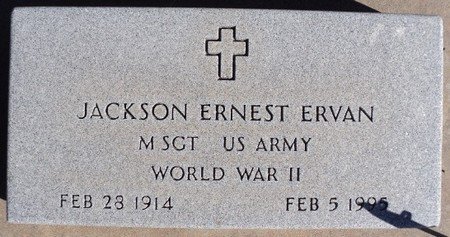 JACKSON ERNEST ERVAN
M SGT US ARMY
WORLD WAR II
FEB 28 1914 FEB 5 1995